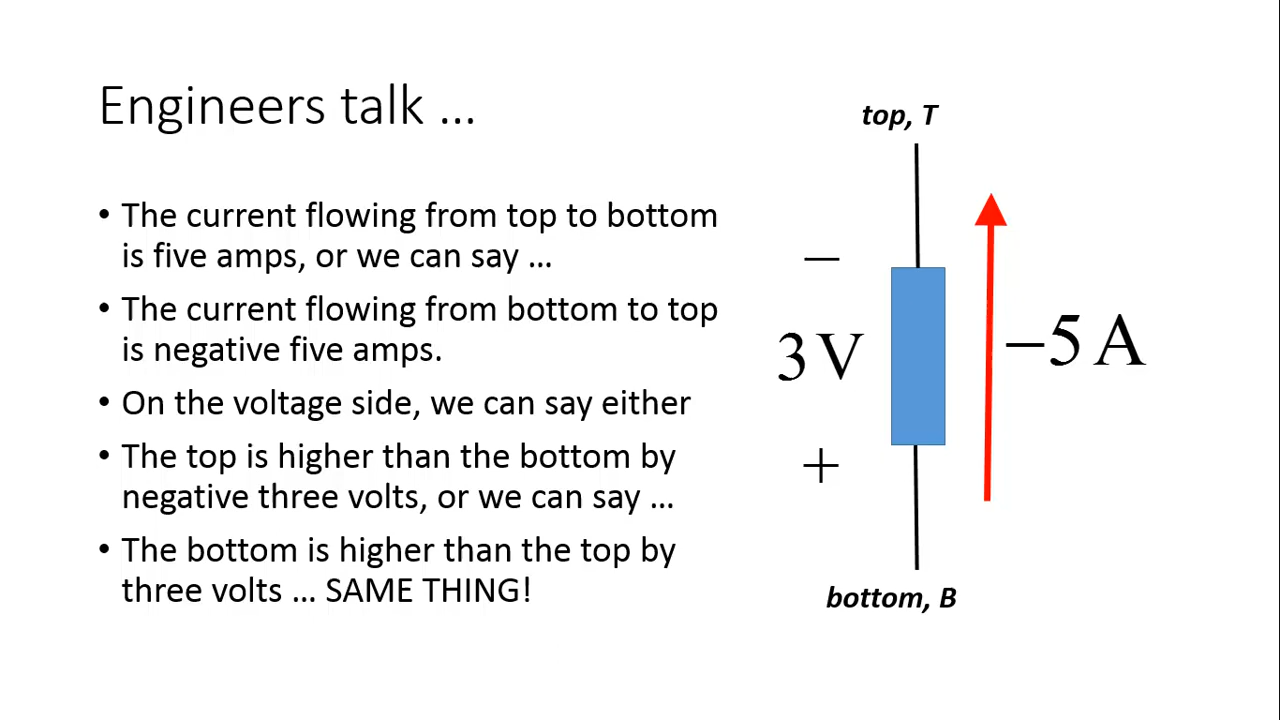 Engineers talk …
• The current flowing from top to bottom
is five amps, or we can say …
• The current flowing from bottom to top
is negative five amps.
• On the voltage side, we can say either
• The top is higher than the bottom by
negative three volts, or we can say …
• The bottom is higher than the top by
three volts … SAME THING!
top, T
−
3 V
−5 A
+
bottom, B